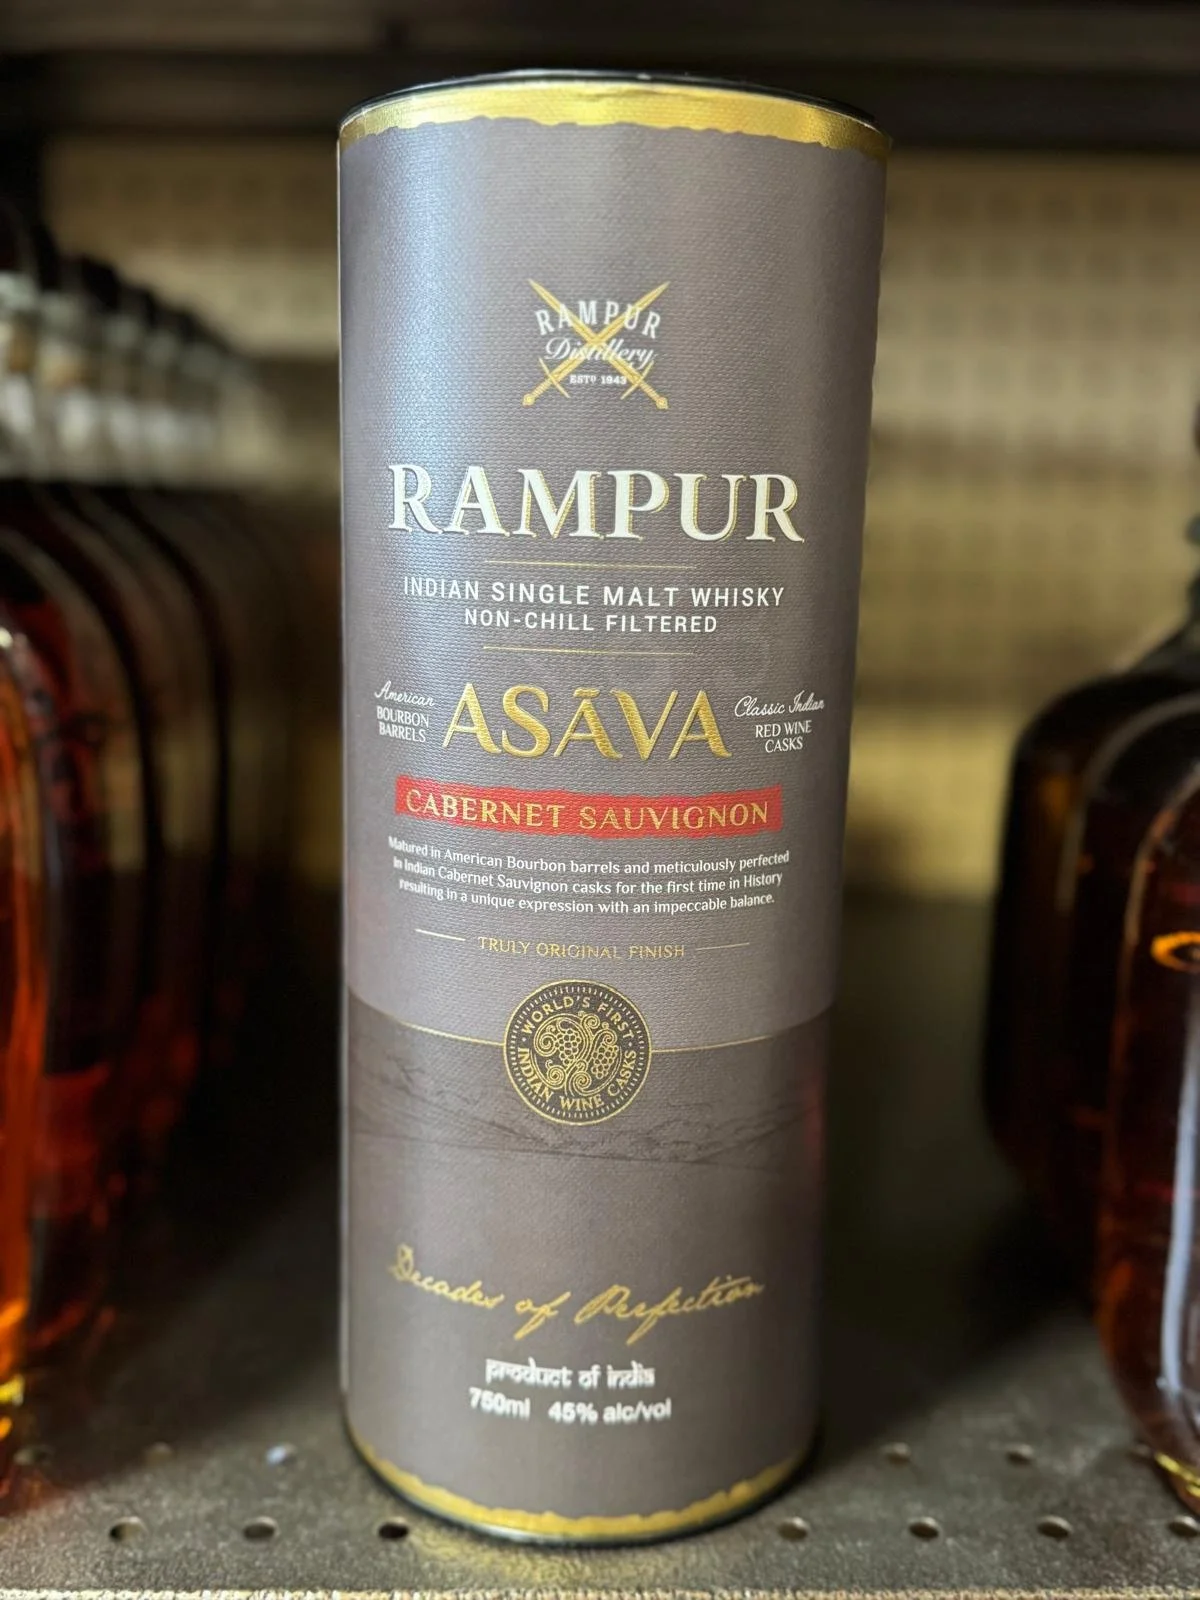 RAMPUR
Distillery
ESTD 1943
RAMPUR
INDIAN SINGLE MALT WHISKY
NON-CHILL FILTERED
American
BOURBON
BARRELS
ASĀVA
Classic Indian
RED WINE
CASKS
CABERNET SAUVIGNON
Matured in American Bourbon barrels and meticulously perfected
in Indian Cabernet Sauvignon casks for the first time in History
resulting in a unique expression with an impeccable balance.
TRULY ORIGINAL FINISH
WORLD'S FIRST
INDIAN WINE CASKS
Decades of Perfection
product of india
750ml 45% alc/vol